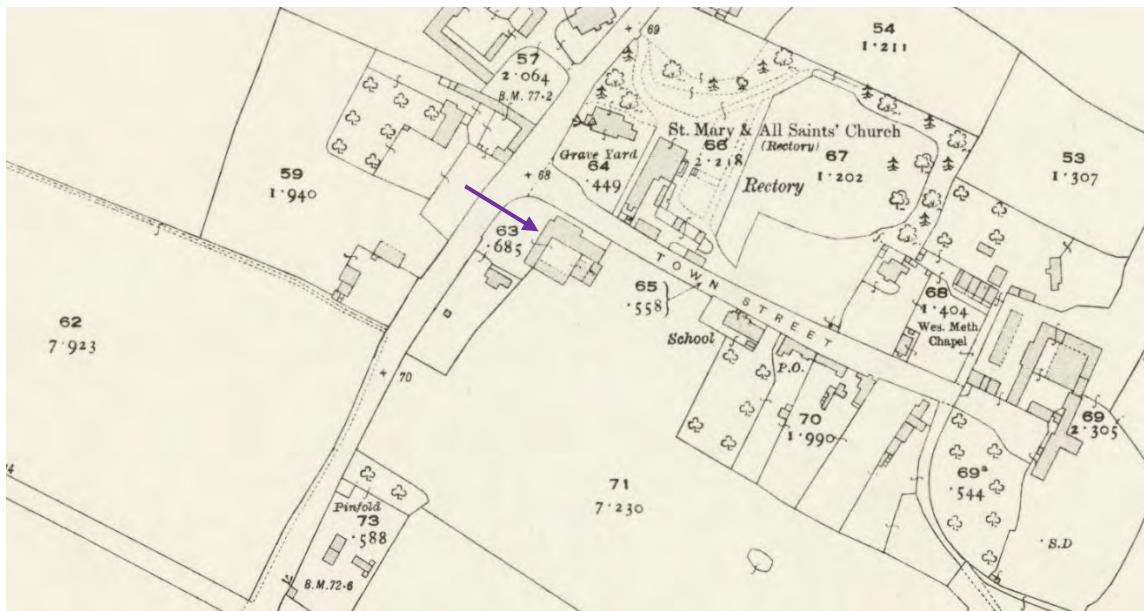 54
1·211
69
57
2·064
B.M. 77·2
St. Mary & All Saints' Church
(Rectory)
53
1·307
66
1·218
67
1·202
Grave Yard
64
·449
Rectory
59
1·940
68
63
·685
TOWN STREET
65
·558
68
1·404
Wes. Meth.
Chapel
62
7·923
School
P.O.
70
70
1·990
69
2·305
71
7·230
69ª
·544
Pinfold
73
·588
S.D
B.M.72·6